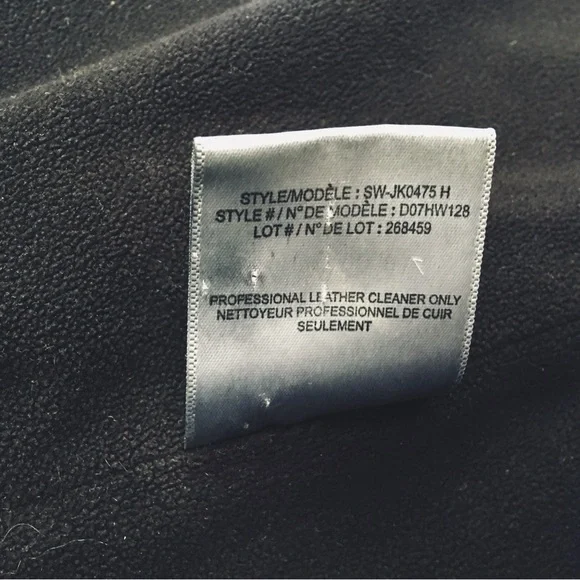 STYLE/MODÈLE : SW-JK0475 H
STYLE # / N° DE MODÈLE : D07HW128
LOT # / N° DE LOT : 268459
PROFESSIONAL LEATHER CLEANER ONLY
NETTOYEUR PROFESSIONNEL DE CUIR
SEULEMENT